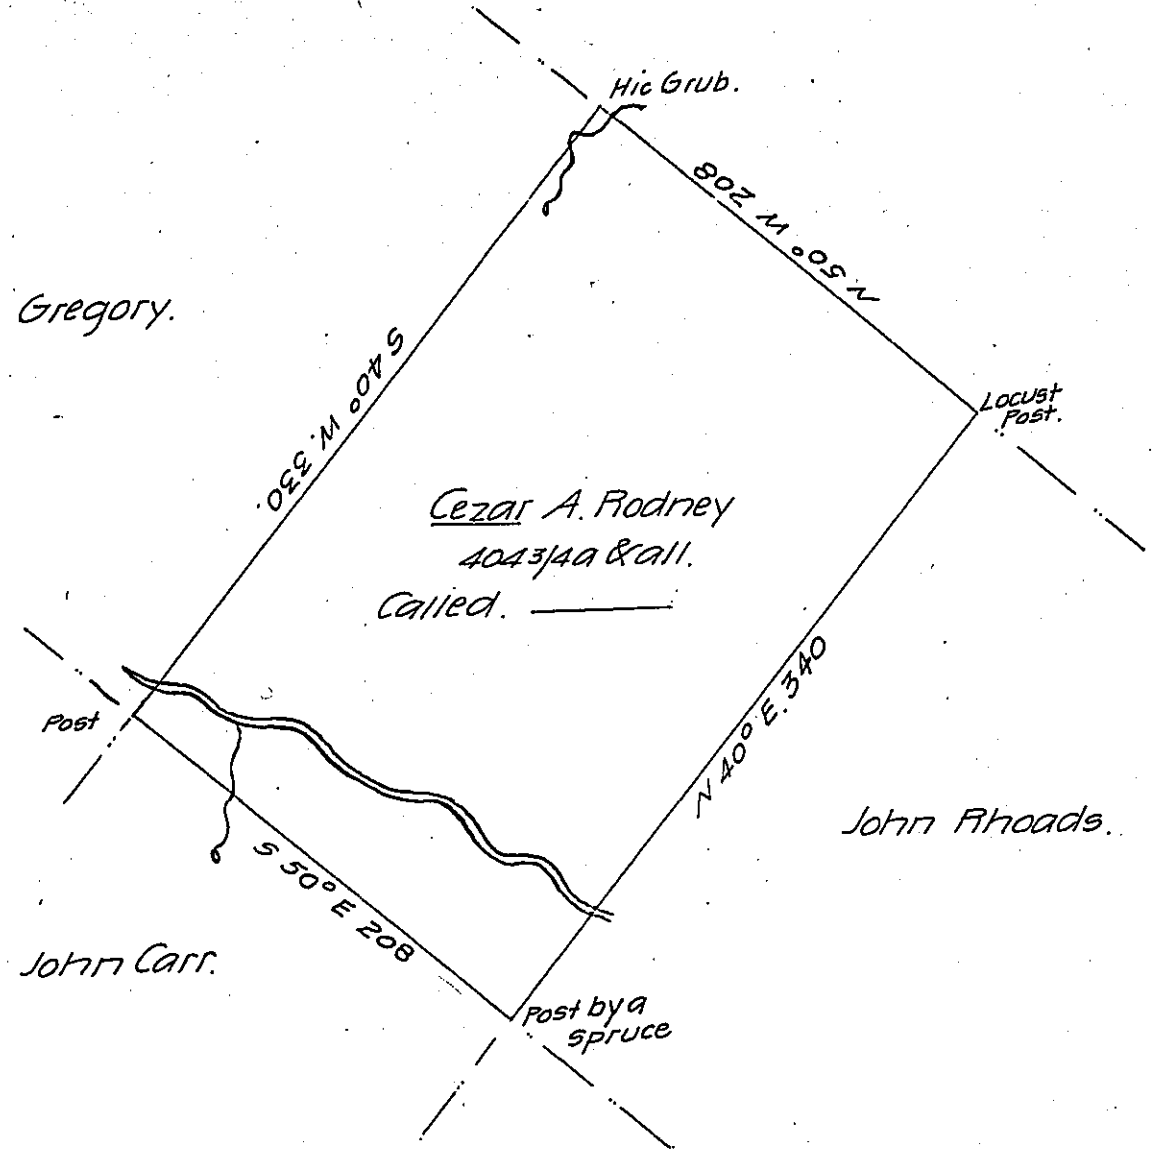 Hic Grub.
N. 50° W 208
Gregory.
S 40° W. 330.
Locust
Post.
Cezar A. Rodney
404 3/4 a & all.
Called.
Post
N 40° E. 340
John Rhoads.
S 50° E 208
John Carr.
Post by a
spruce